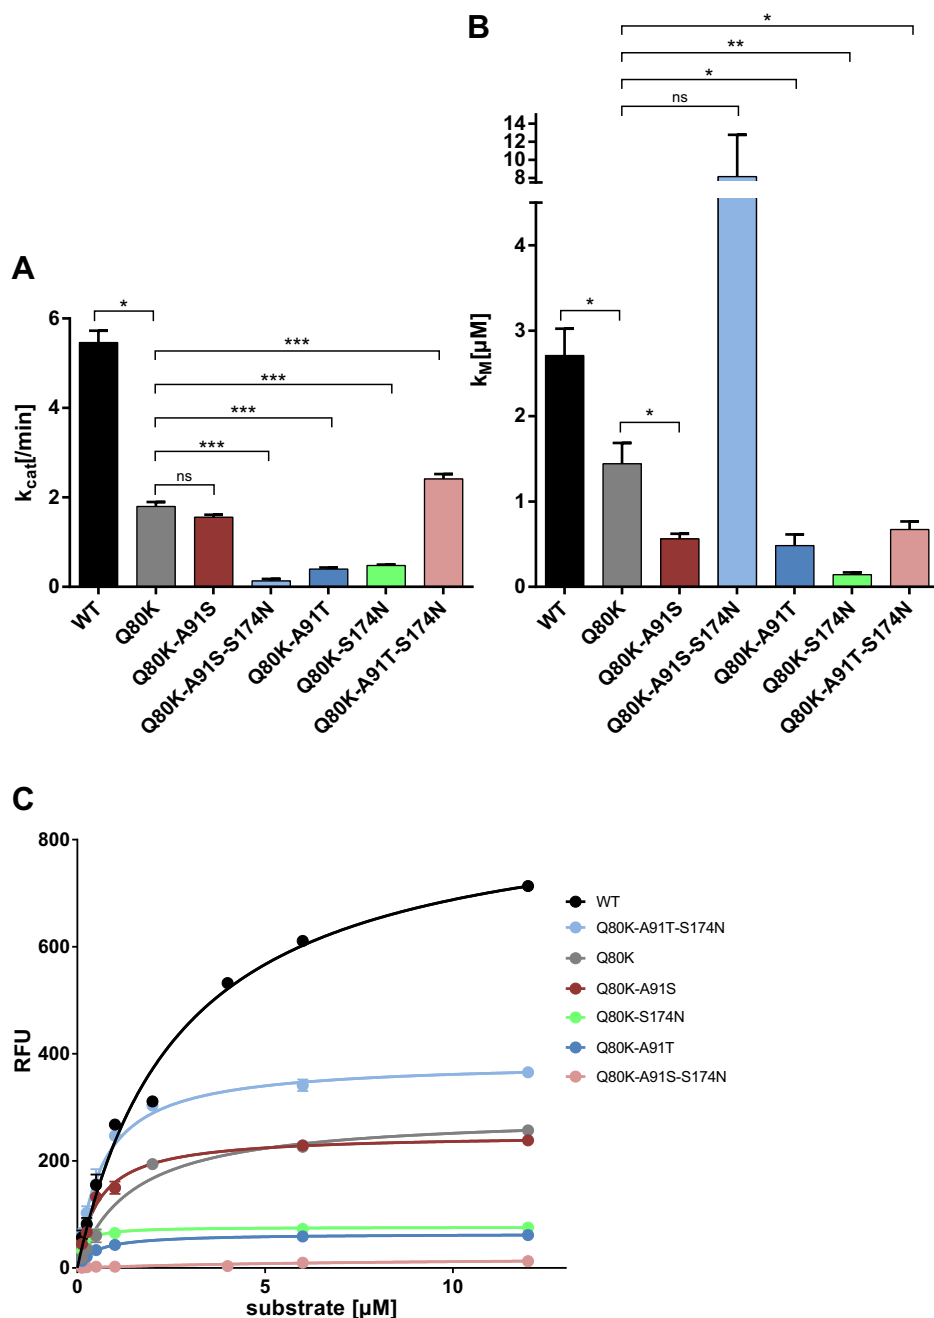 B
*
**
*
ns
14
12
10
8
4
3
2
1
0
kM[µM]
*
*
WT
Q80K
Q80K-A91S
Q80K-A91S-S174N
Q80K-A91T
Q80K-S174N
Q80K-A91T-S174N
A
6
4
2
0
kcat[/min]
*
***
***
***
***
ns
WT
Q80K
Q80K-A91S
Q80K-A91S-S174N
Q80K-A91T
Q80K-S174N
Q80K-A91T-S174N
C
800
600
400
200
0
RFU
0
5
10
substrate [µM]
WT
Q80K-A91T-S174N
Q80K
Q80K-A91S
Q80K-S174N
Q80K-A91T
Q80K-A91S-S174N